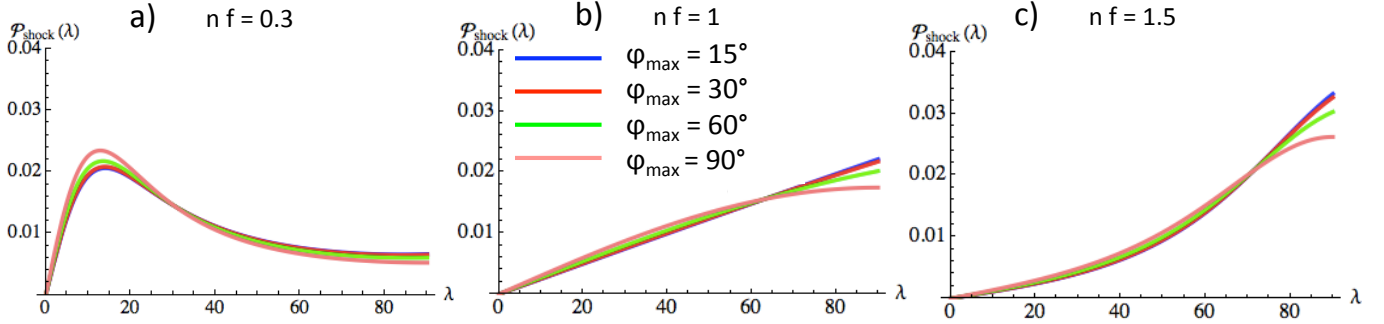 a) n f = 0.3
𝒫shock (λ)
0.04
0.03
0.02
0.01
0 20 40 60 80 λ
b) n f = 1
𝒫shock (λ)
0.04
0.03
0.02
0.01
0 20 40 60 80 λ
φmax = 15°
φmax = 30°
φmax = 60°
φmax = 90°
c) n f = 1.5
𝒫shock (λ)
0.04
0.03
0.02
0.01
0 20 40 60 80 λ